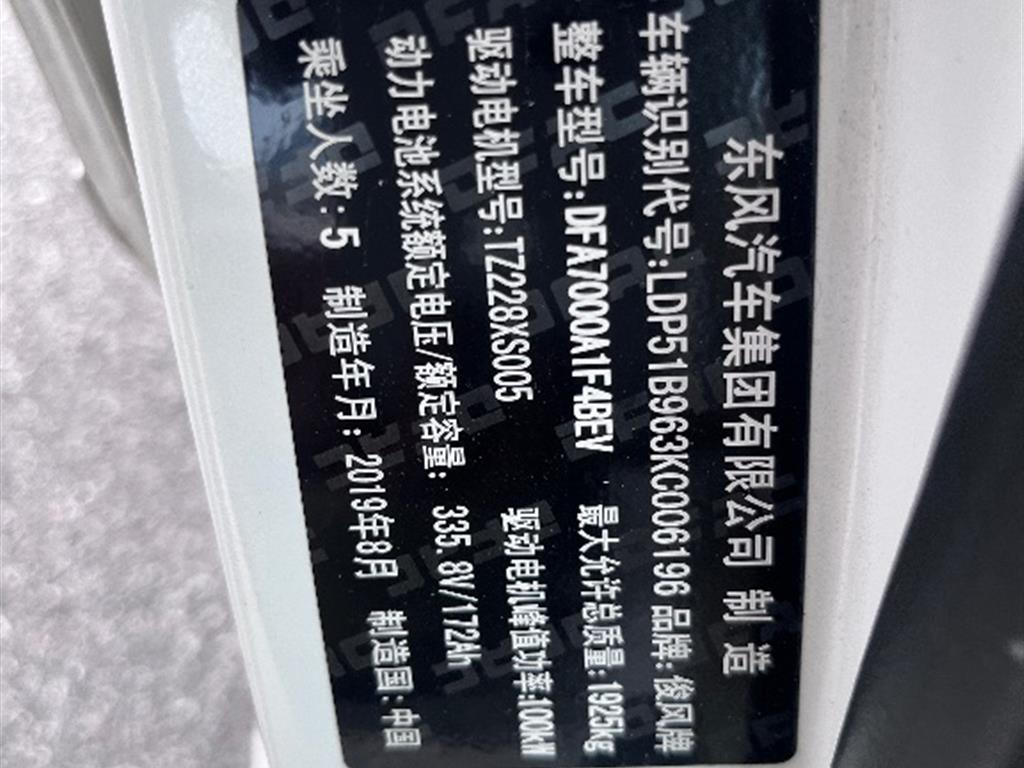 东风汽车集团有限公司 制造
车辆识别代号:LDP51B963KC006196 品牌:俊风牌
整车型号:DFA7000A1F4BEV 最大允许总质量:1925kg
驱动电机型号:TZ228XS005 驱动电机峰值功率:100kW
动力电池系统额定电压/额定容量: 335.8V/172Ah
乘坐人数:5 制造年月:2019年8月 制造国:中国